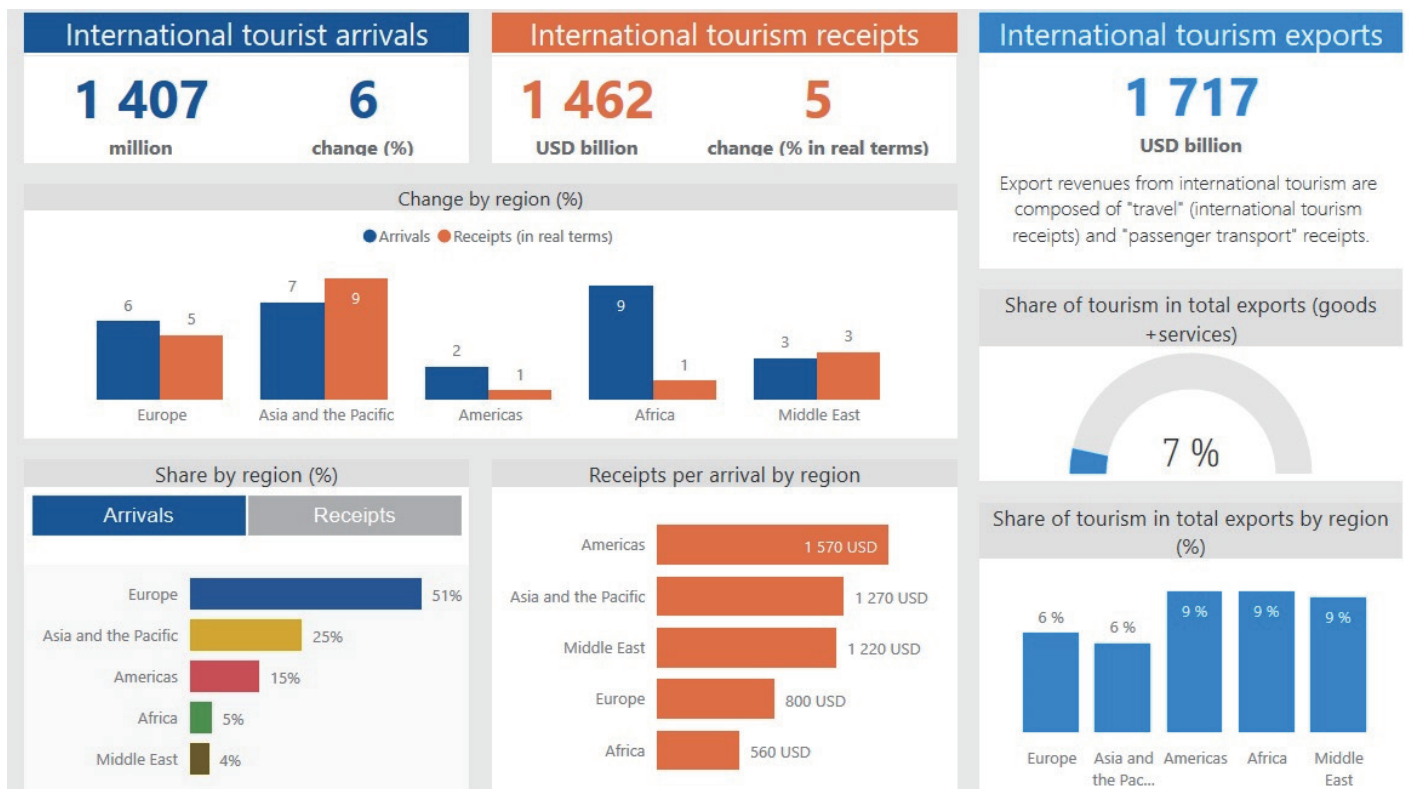 International tourist arrivals
1 407
6
million
change (%)
International tourism receipts
1 462
5
USD billion
change (% in real terms)
International tourism exports
1 717
USD billion
Export revenues from international tourism are
composed of "travel" (international tourism
receipts) and "passenger transport" receipts.
Change by region (%)
Arrivals
Receipts (in real terms)
6
5
7
9
2
1
9
1
3
3
Europe
Asia and the Pacific
Americas
Africa
Middle East
Share of tourism in total exports (goods
+services)
7 %
Share by region (%)
Arrivals
Receipts
Europe
51%
Asia and the Pacific
25%
Americas
15%
Africa
5%
Middle East
4%
Receipts per arrival by region
Americas
1 570 USD
Asia and the Pacific
1 270 USD
Middle East
1 220 USD
Europe
800 USD
Africa
560 USD
Share of tourism in total exports by region
(%)
6 %
6 %
9 %
9 %
9 %
Europe
Asia and
the Pac...
Americas
Africa
Middle
East